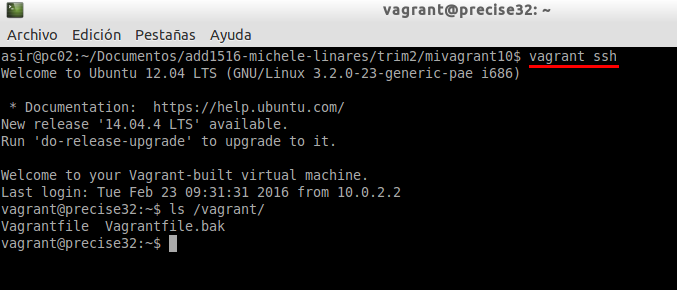 vagrant@precise32: ~
Archivo Edición Pestañas Ayuda
asir@pc02:~/Documentos/add1516-michele-linares/trim2/mivagrant10$ vagrant ssh
Welcome to Ubuntu 12.04 LTS (GNU/Linux 3.2.0-23-generic-pae i686)
* Documentation:  https://help.ubuntu.com/
New release '14.04.4 LTS' available.
Run 'do-release-upgrade' to upgrade to it.
Welcome to your Vagrant-built virtual machine.
Last login: Tue Feb 23 09:31:31 2016 from 10.0.2.2
vagrant@precise32:~$ ls /vagrant/
Vagrantfile  Vagrantfile.bak
vagrant@precise32:~$